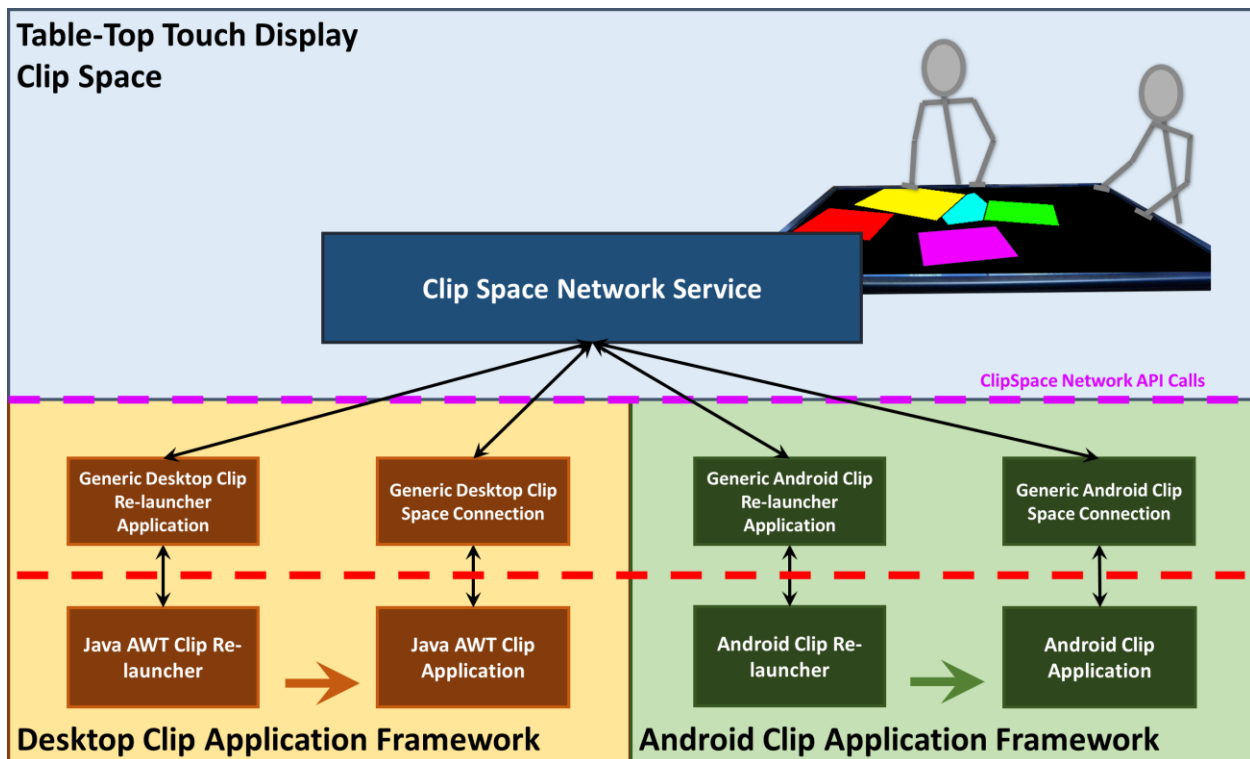 Table-Top Touch Display
Clip Space
Clip Space Network Service
ClipSpace Network API Calls
Generic Desktop Clip
Re-launcher
Application
Generic Desktop Clip
Space Connection
Generic Android Clip
Re-launcher
Application
Generic Android Clip
Space Connection
Java AWT Clip Re-
launcher
Java AWT Clip
Application
Android Clip Re-
launcher
Android Clip
Application
Desktop Clip Application Framework
Android Clip Application Framework